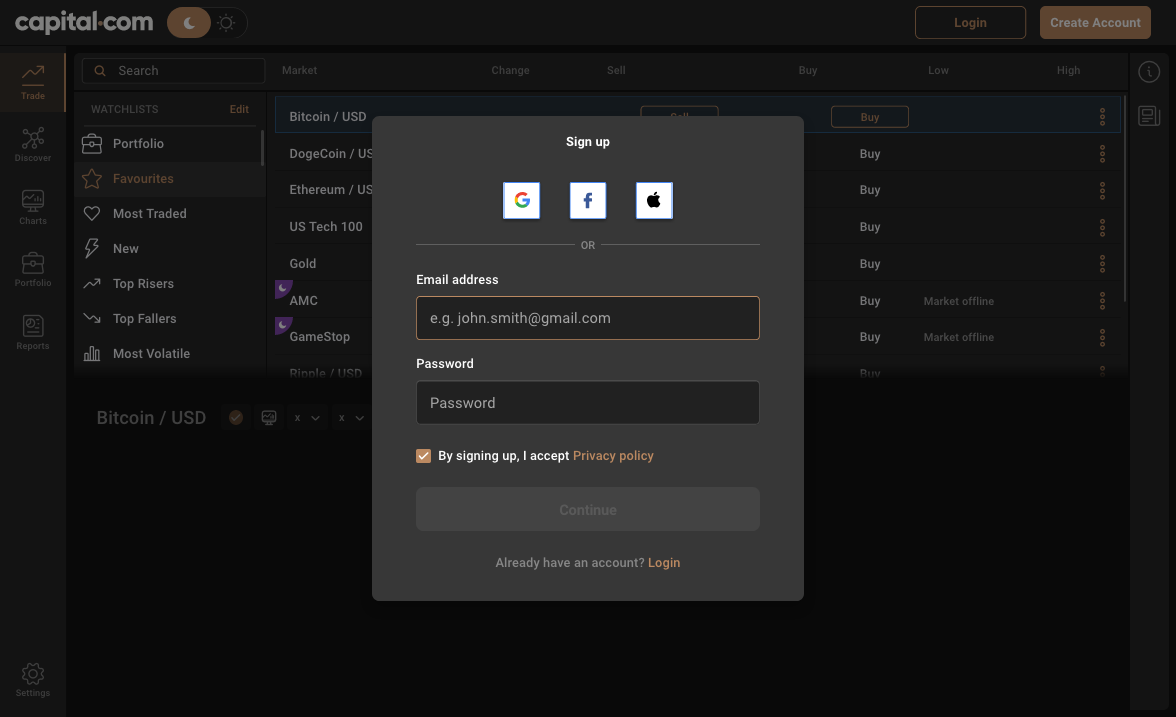 capital.com
Login
Create Account
Trade
Discover
Charts
Portfolio
Reports
Settings
Search
WATCHLISTS
Edit
Portfolio
Favourites
Most Traded
New
Top Risers
Top Fallers
Most Volatile
Market Change Sell Buy Low High
Bitcoin / USD Sell Buy
DogeCoin / US Buy
Ethereum / US Buy
US Tech 100 Buy
Gold Buy
AMC Buy Market offline
GameStop Buy Market offline
Ripple / USD Buy
Bitcoin / USD
x
x
Sign up
OR
Email address
e.g. john.smith@gmail.com
Password
Password
By signing up, I accept Privacy policy
Continue
Already have an account? Login